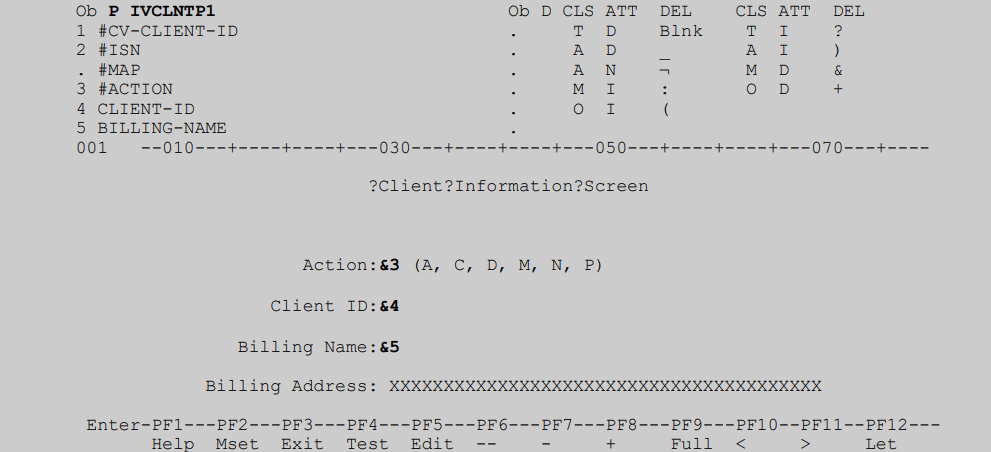 Ob P IVCLNTP1 Ob D CLS ATT DEL CLS ATT DEL
1 #CV-CLIENT-ID . T D Blnk T I ?
2 #ISN . A D _ A I )
. #MAP . A N ¬ M D &
3 #ACTION . M I : O D +
4 CLIENT-ID . O I (
5 BILLING-NAME .
001 --010---+----+----+---030---+----+----+---050---+----+----+---070---+----
?Client?Information?Screen
Action:&3 (A, C, D, M, N, P)
Client ID:&4
Billing Name:&5
Billing Address: XXXXXXXXXXXXXXXXXXXXXXXXXXXXXXXXXXXXXXXX
Enter-PF1---PF2---PF3---PF4---PF5---PF6---PF7---PF8---PF9---PF10--PF11--PF12---
Help Mset Exit Test Edit -- - + Full < > Let